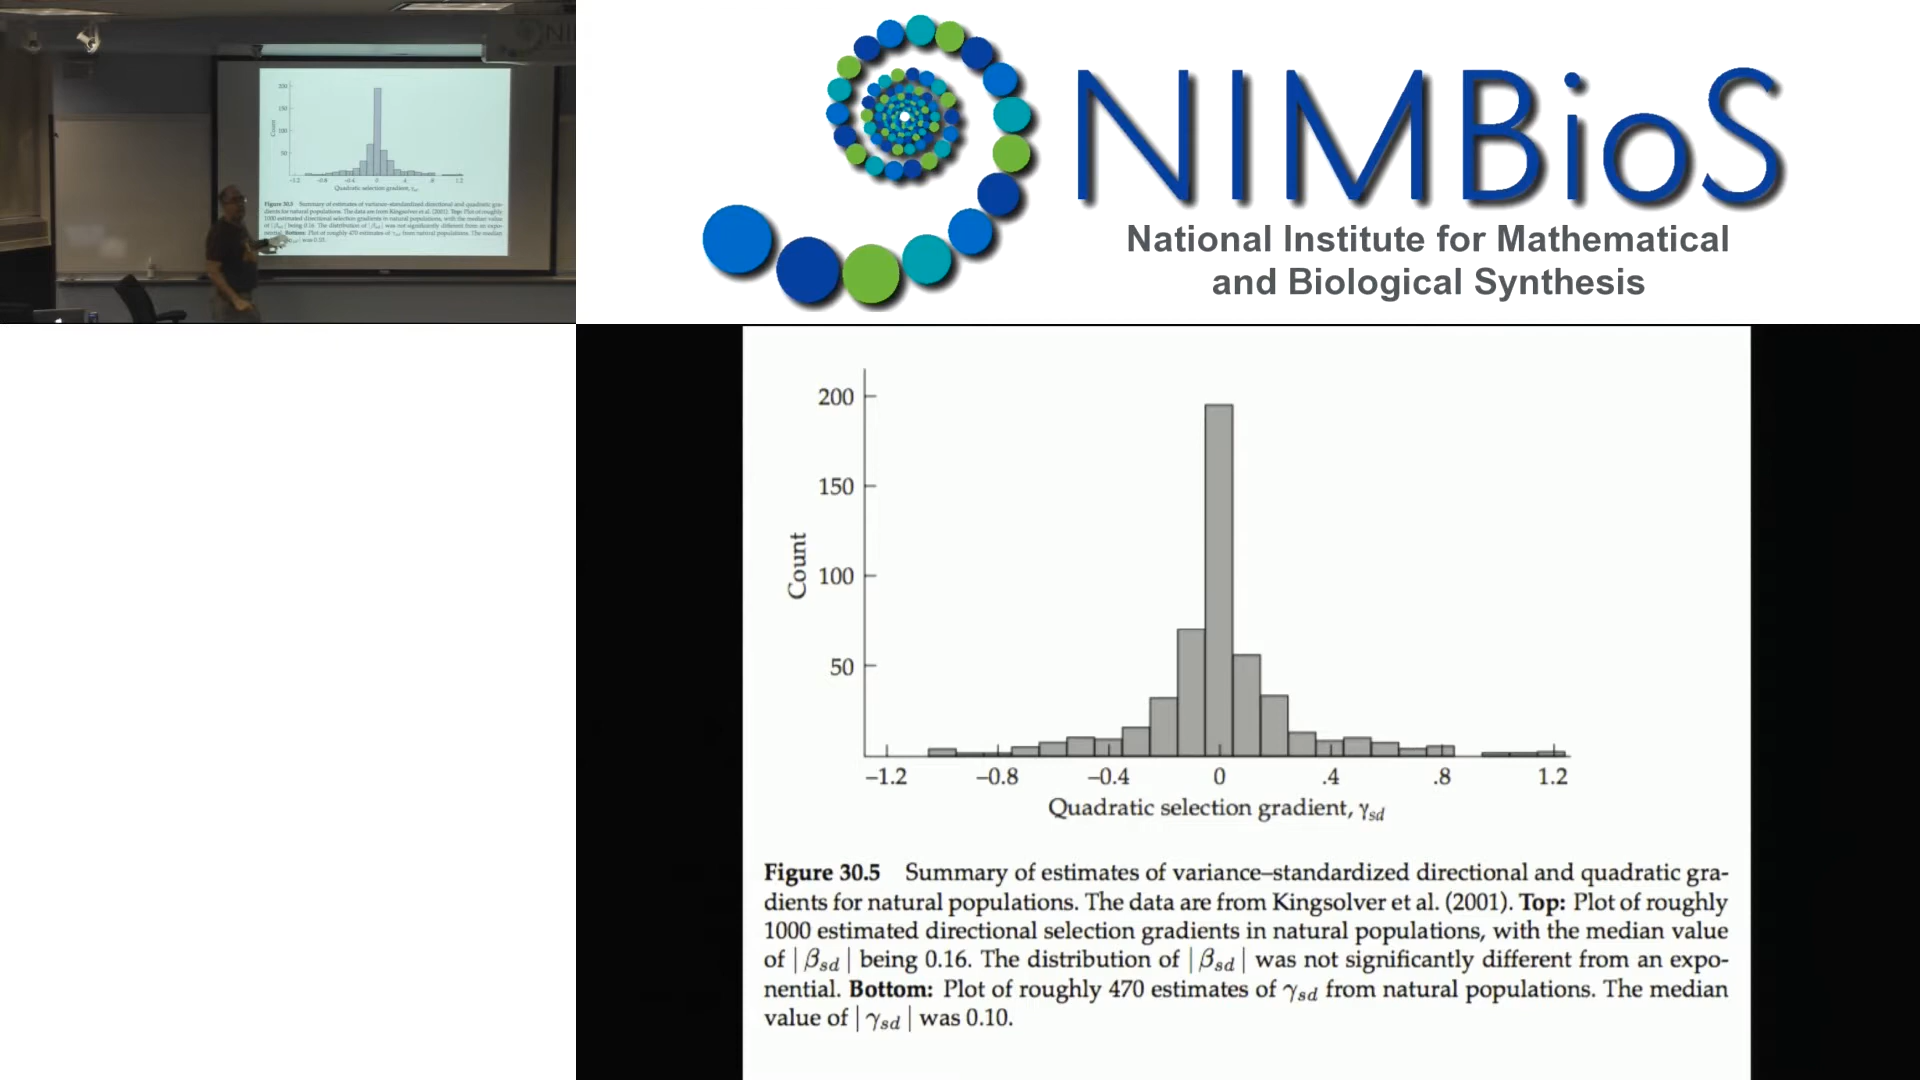 NIMBioS
National Institute for Mathematical
and Biological Synthesis
200
150
100
50
Count
−1.2 −0.8 −0.4 0 .4 .8 1.2
Quadratic selection gradient, γsd
Figure 30.5 Summary of estimates of variance–standardized directional and quadratic gra-
dients for natural populations. The data are from Kingsolver et al. (2001). Top: Plot of roughly
1000 estimated directional selection gradients in natural populations, with the median value
of | βsd | being 0.16. The distribution of | βsd | was not significantly different from an expo-
nential. Bottom: Plot of roughly 470 estimates of γsd from natural populations. The median
value of | γsd | was 0.10.